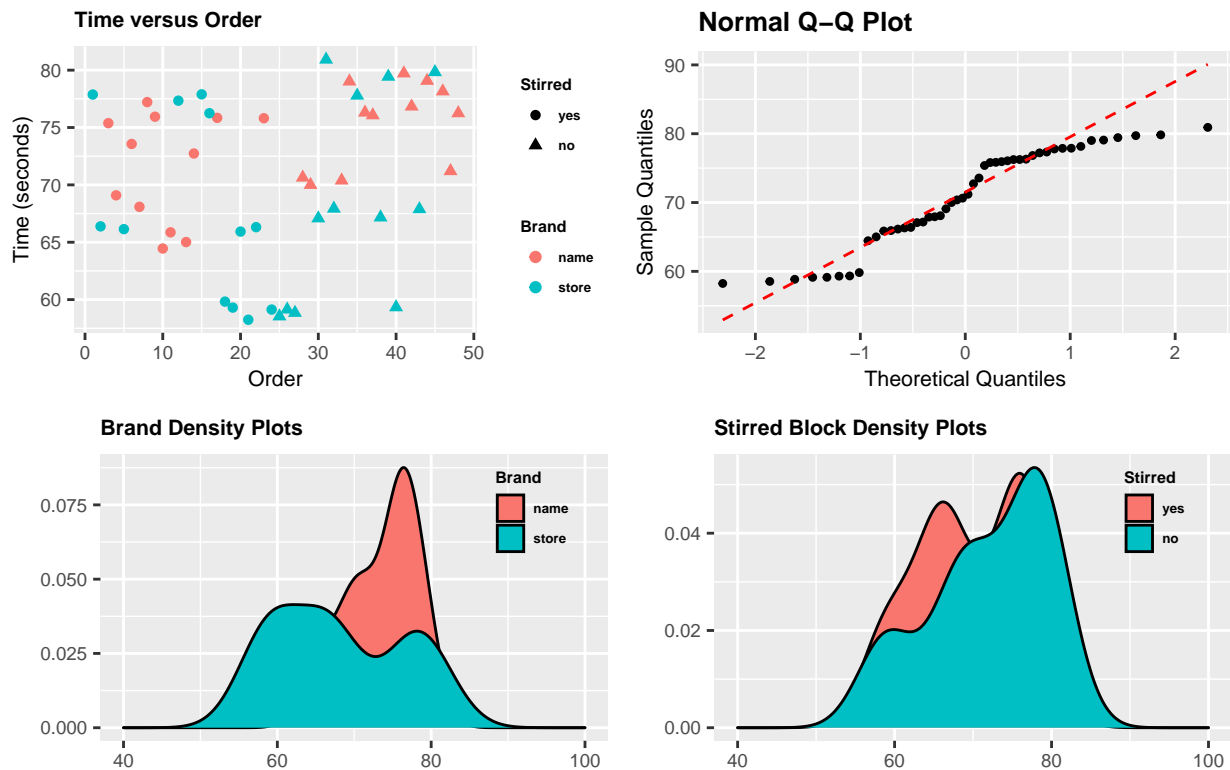 Time versus Order
80
75
70
65
60
Time (seconds)
0
10
20
30
40
50
Order
Stirred
yes
no
Brand
name
store
Normal Q−Q Plot
90
80
70
60
Sample Quantiles
−2
−1
0
1
2
Theoretical Quantiles
Brand Density Plots
0.075
0.050
0.025
0.000
40
60
80
100
Brand
name
store
Stirred Block Density Plots
0.04
0.02
0.00
40
60
80
100
Stirred
yes
no